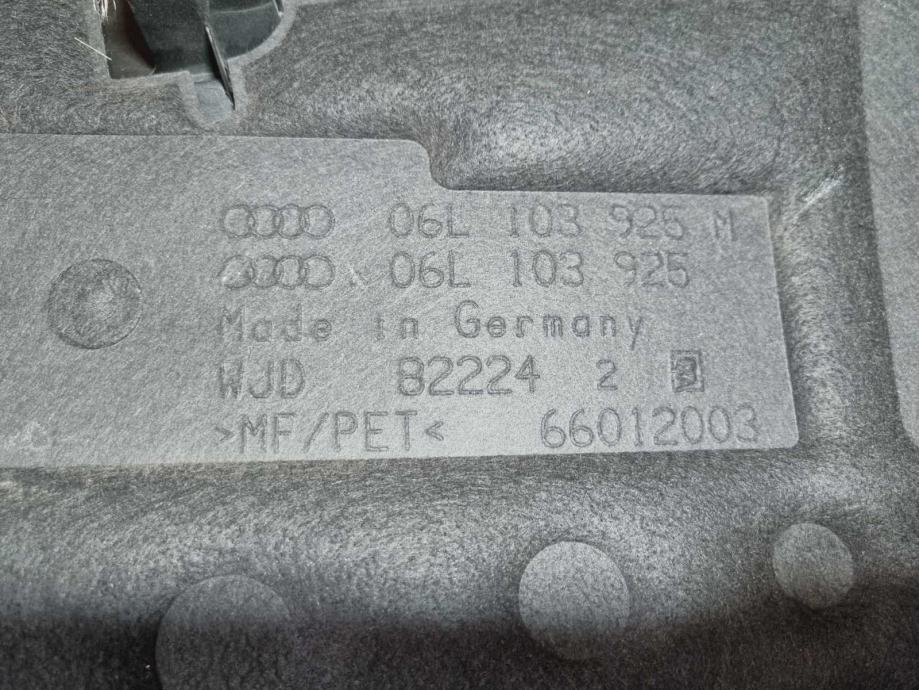 06L 103 925 M
06L 103 925
Made in Germany
WJD 82224 2
>MF/PET< 66012003